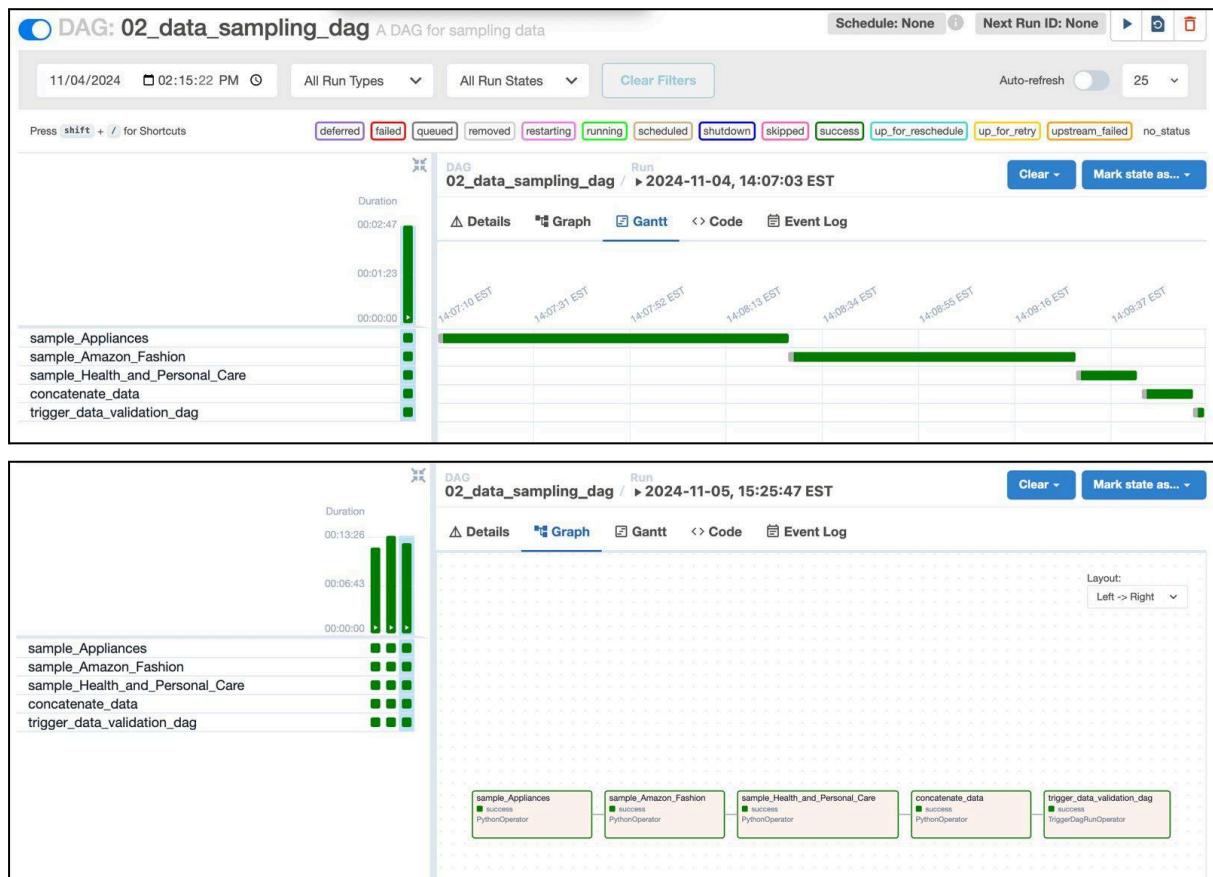 DAG: 02_data_sampling_dag A DAG for sampling data
Schedule: None Next Run ID: None
11/04/2024 02:15:22 PM All Run Types All Run States Clear Filters Auto-refresh 25
Press shift + / for Shortcuts deferred failed queued removed restarting running scheduled shutdown skipped success up_for_reschedule up_for_retry upstream_failed no_status
DAG Run
02_data_sampling_dag / 2024-11-04, 14:07:03 EST
Clear Mark state as...
Details Graph Gantt <> Code Event Log
Duration
00:02:47
00:01:23
00:00:00
14:07:10 EST 14:07:31 EST 14:07:52 EST 14:08:13 EST 14:08:34 EST 14:08:55 EST 14:09:16 EST 14:09:37 EST
sample_Appliances
sample_Amazon_Fashion
sample_Health_and_Personal_Care
concatenate_data
trigger_data_validation_dag
DAG Run
02_data_sampling_dag / 2024-11-05, 15:25:47 EST
Clear Mark state as...
Details Graph Gantt <> Code Event Log
Duration
00:13:26
00:06:43
00:00:00
Layout:
Left -> Right
sample_Appliances
sample_Amazon_Fashion
sample_Health_and_Personal_Care
concatenate_data
trigger_data_validation_dag
sample_Appliances
success
PythonOperator
sample_Amazon_Fashion
success
PythonOperator
sample_Health_and_Personal_Care
success
PythonOperator
concatenate_data
success
PythonOperator
trigger_data_validation_dag
success
TriggerDagRunOperator